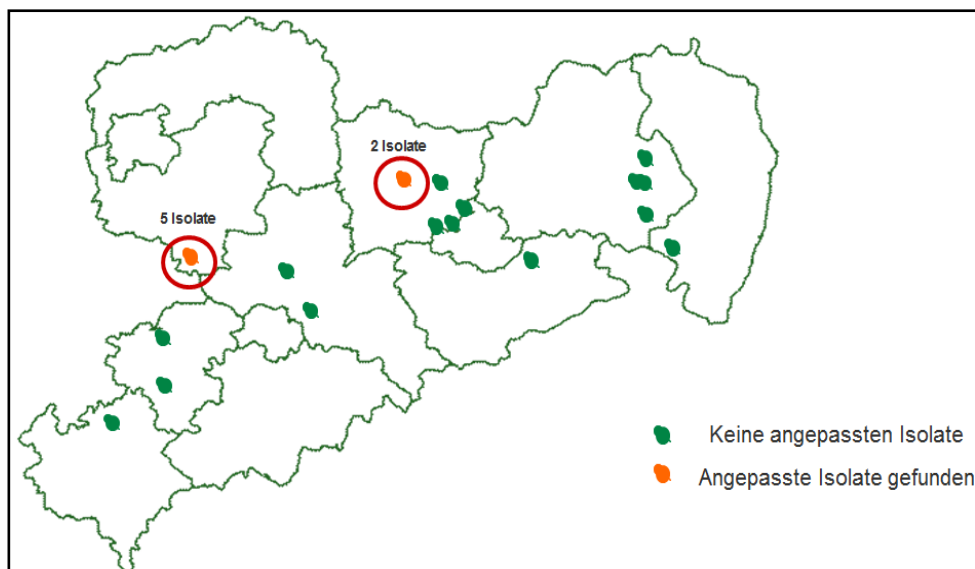 2 Isolate
5 Isolate
Keine angepassten Isolate
Angepasste Isolate gefunden